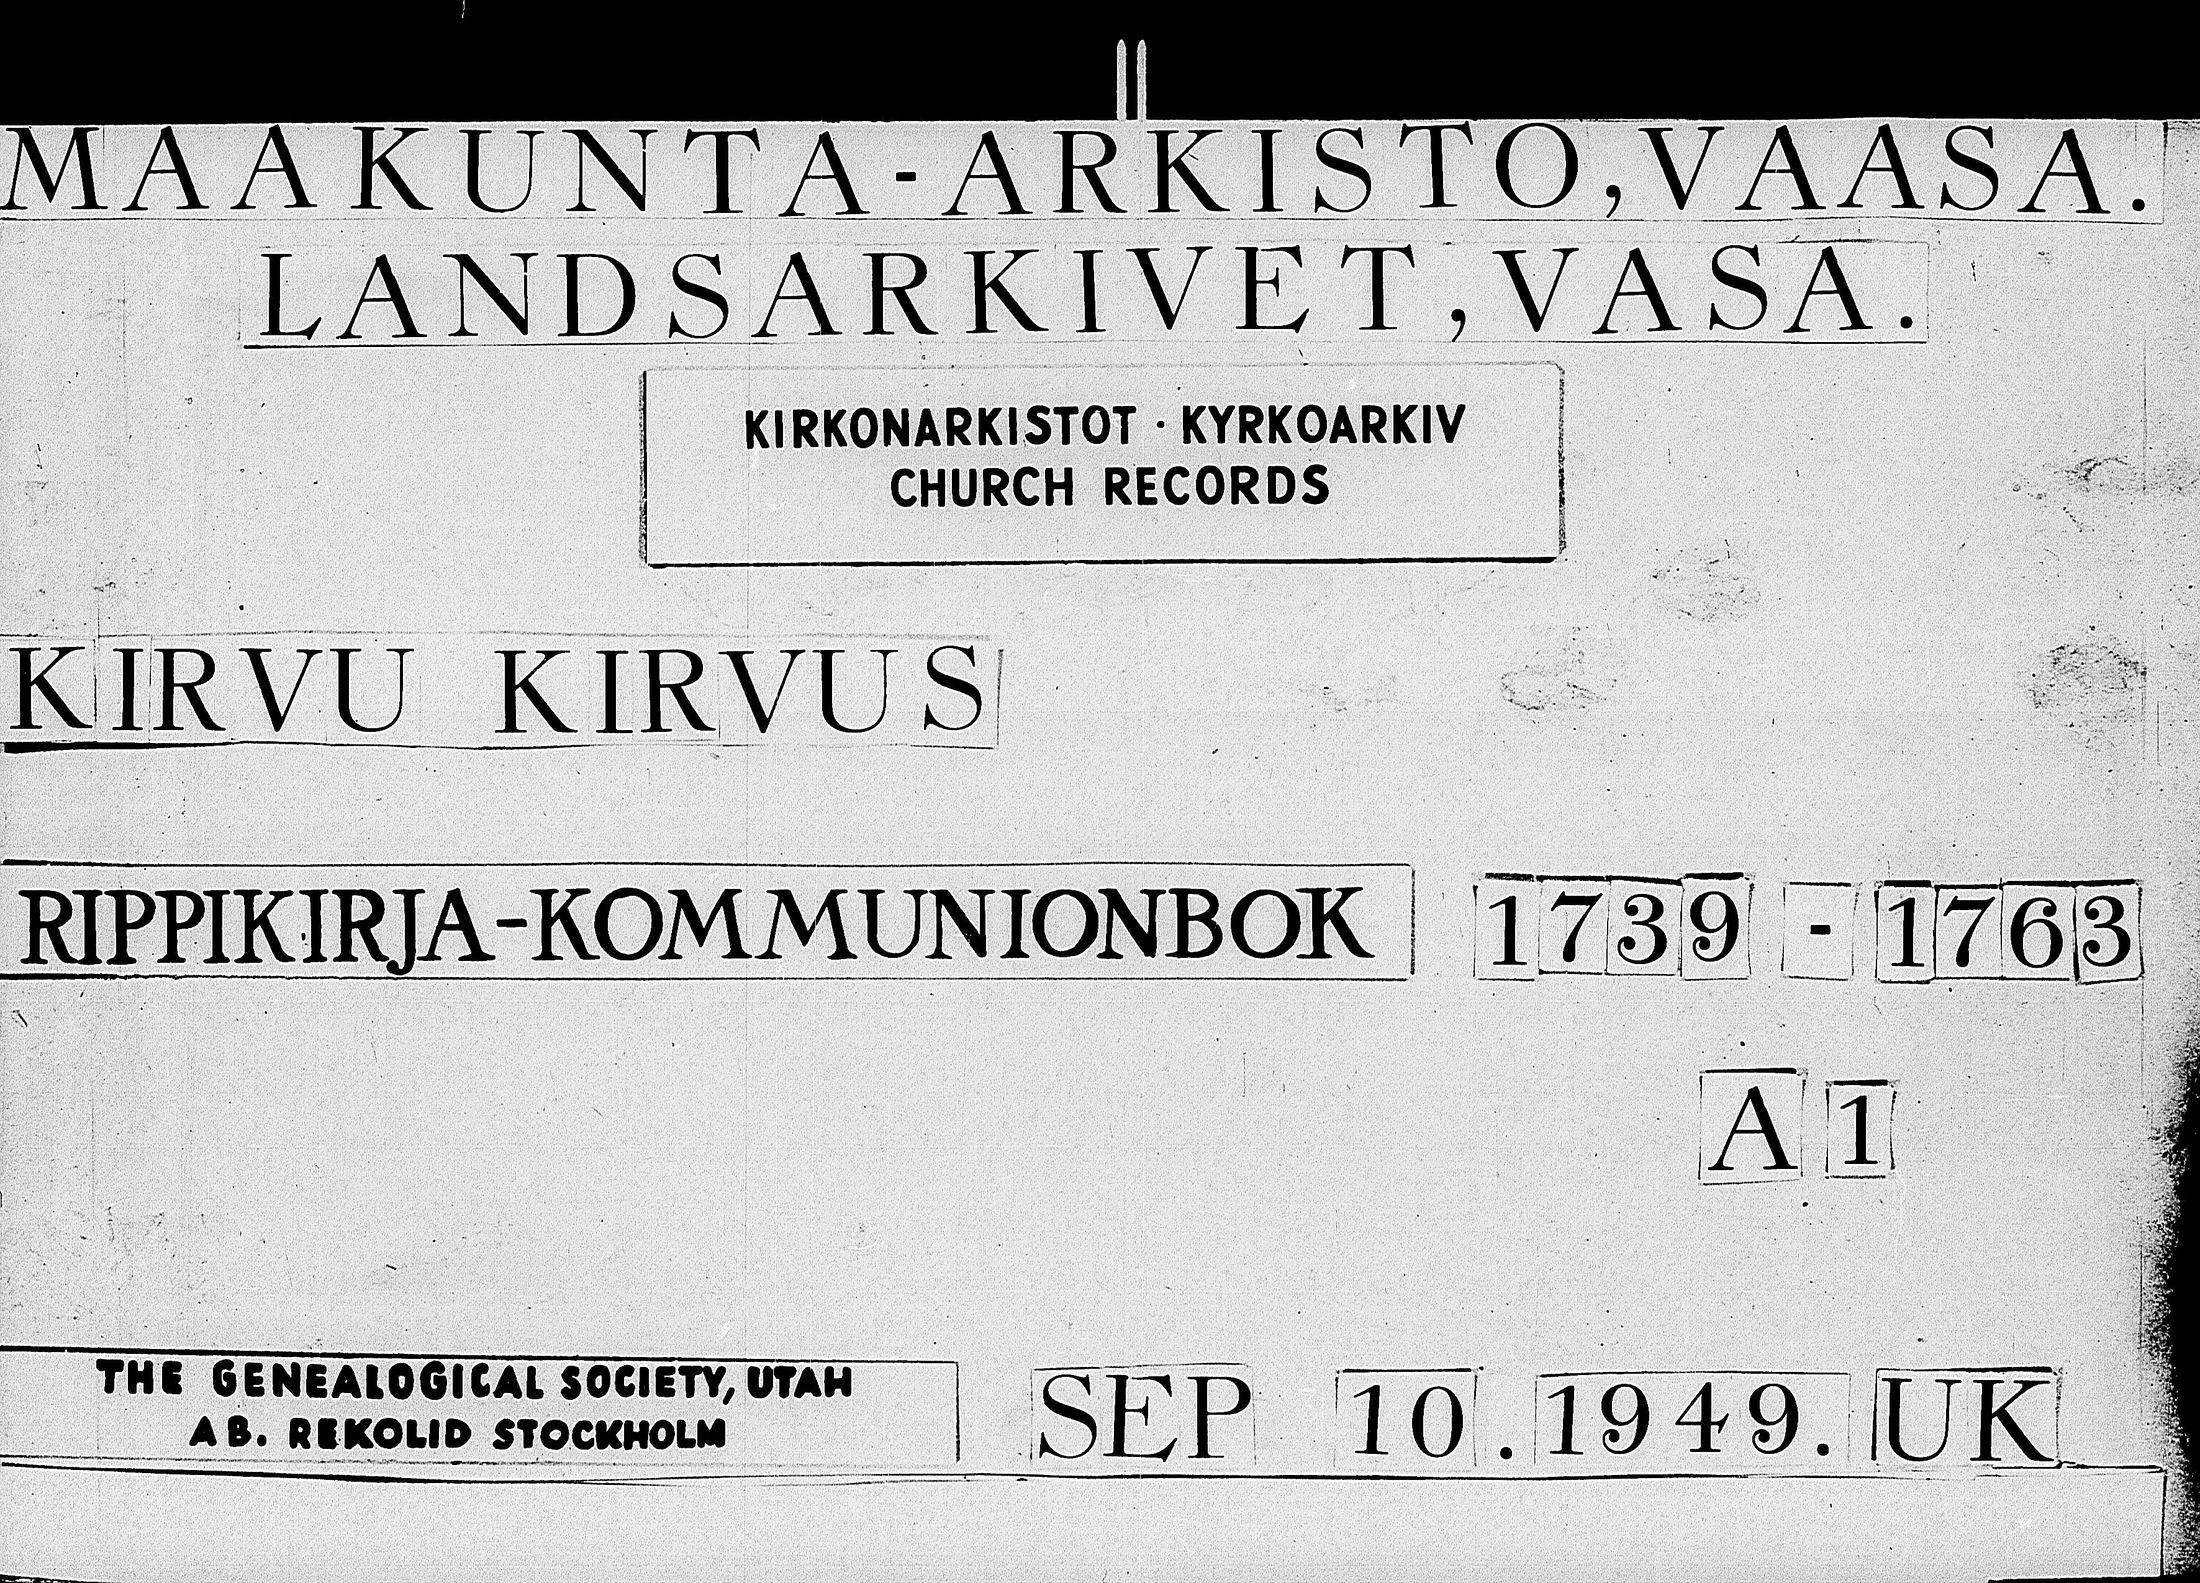 MAAKUNTA-ARKISTO, VAASA.
LANDSARKIVET, VASA.
KIRKONARKISTOT · KYRKOARKIV
CHURCH RECORDS
KIRVU KIRVUS
RIPPIKIRJA-KOMMUNIONBOK 1739 - 1763
A 1
THE GENEALOGICAL SOCIETY, UTAH
AB. REKOLID STOCKHOLM
SEP 10. 1949. UK